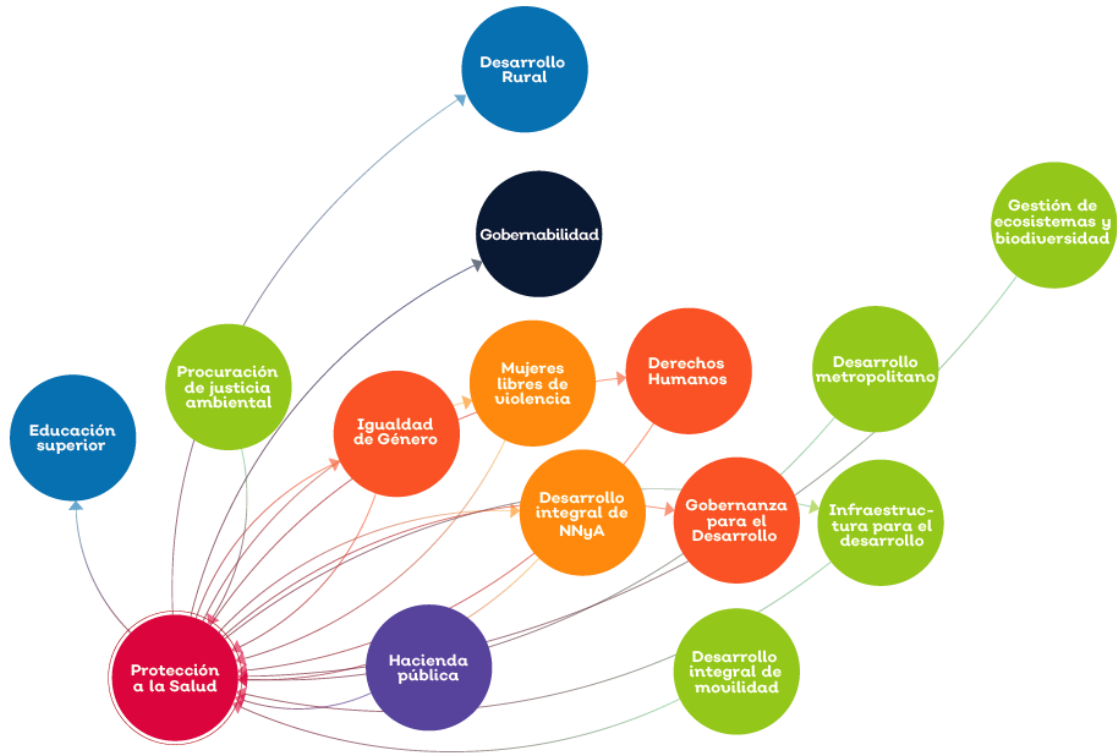 Desarrollo
Rural
Gobernabilidad
Gestión de
ecosistemas y
biodiversidad
Procuración
de justicia
ambiental
Mujeres
libres de
violencia
Derechos
Humanos
Desarrollo
metropolitano
Educación
superior
Igualdad
de Género
Desarrollo
integral de
NNyA
Gobernanza
para el
Desarrollo
Infraestruc-
tura para el
desarrollo
Protección
a la Salud
Hacienda
pública
Desarrollo
integral de
movilidad